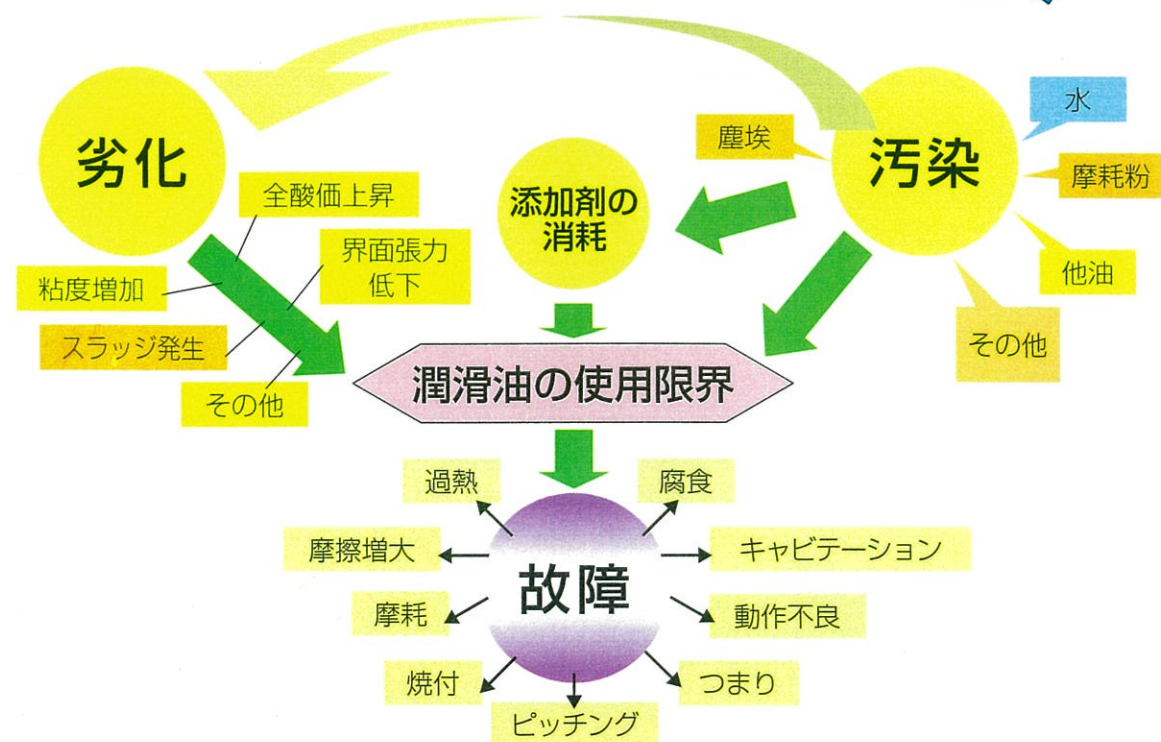 劣化
全酸価上昇
界面張力
低下
粘度増加
スラッジ発生
その他
添加剤の
消耗
塵埃
汚染
水
摩耗粉
他油
その他
潤滑油の使用限界
故障
過熱
腐食
摩擦増大
キャビテーション
摩耗
動作不良
焼付
つまり
ピッチング